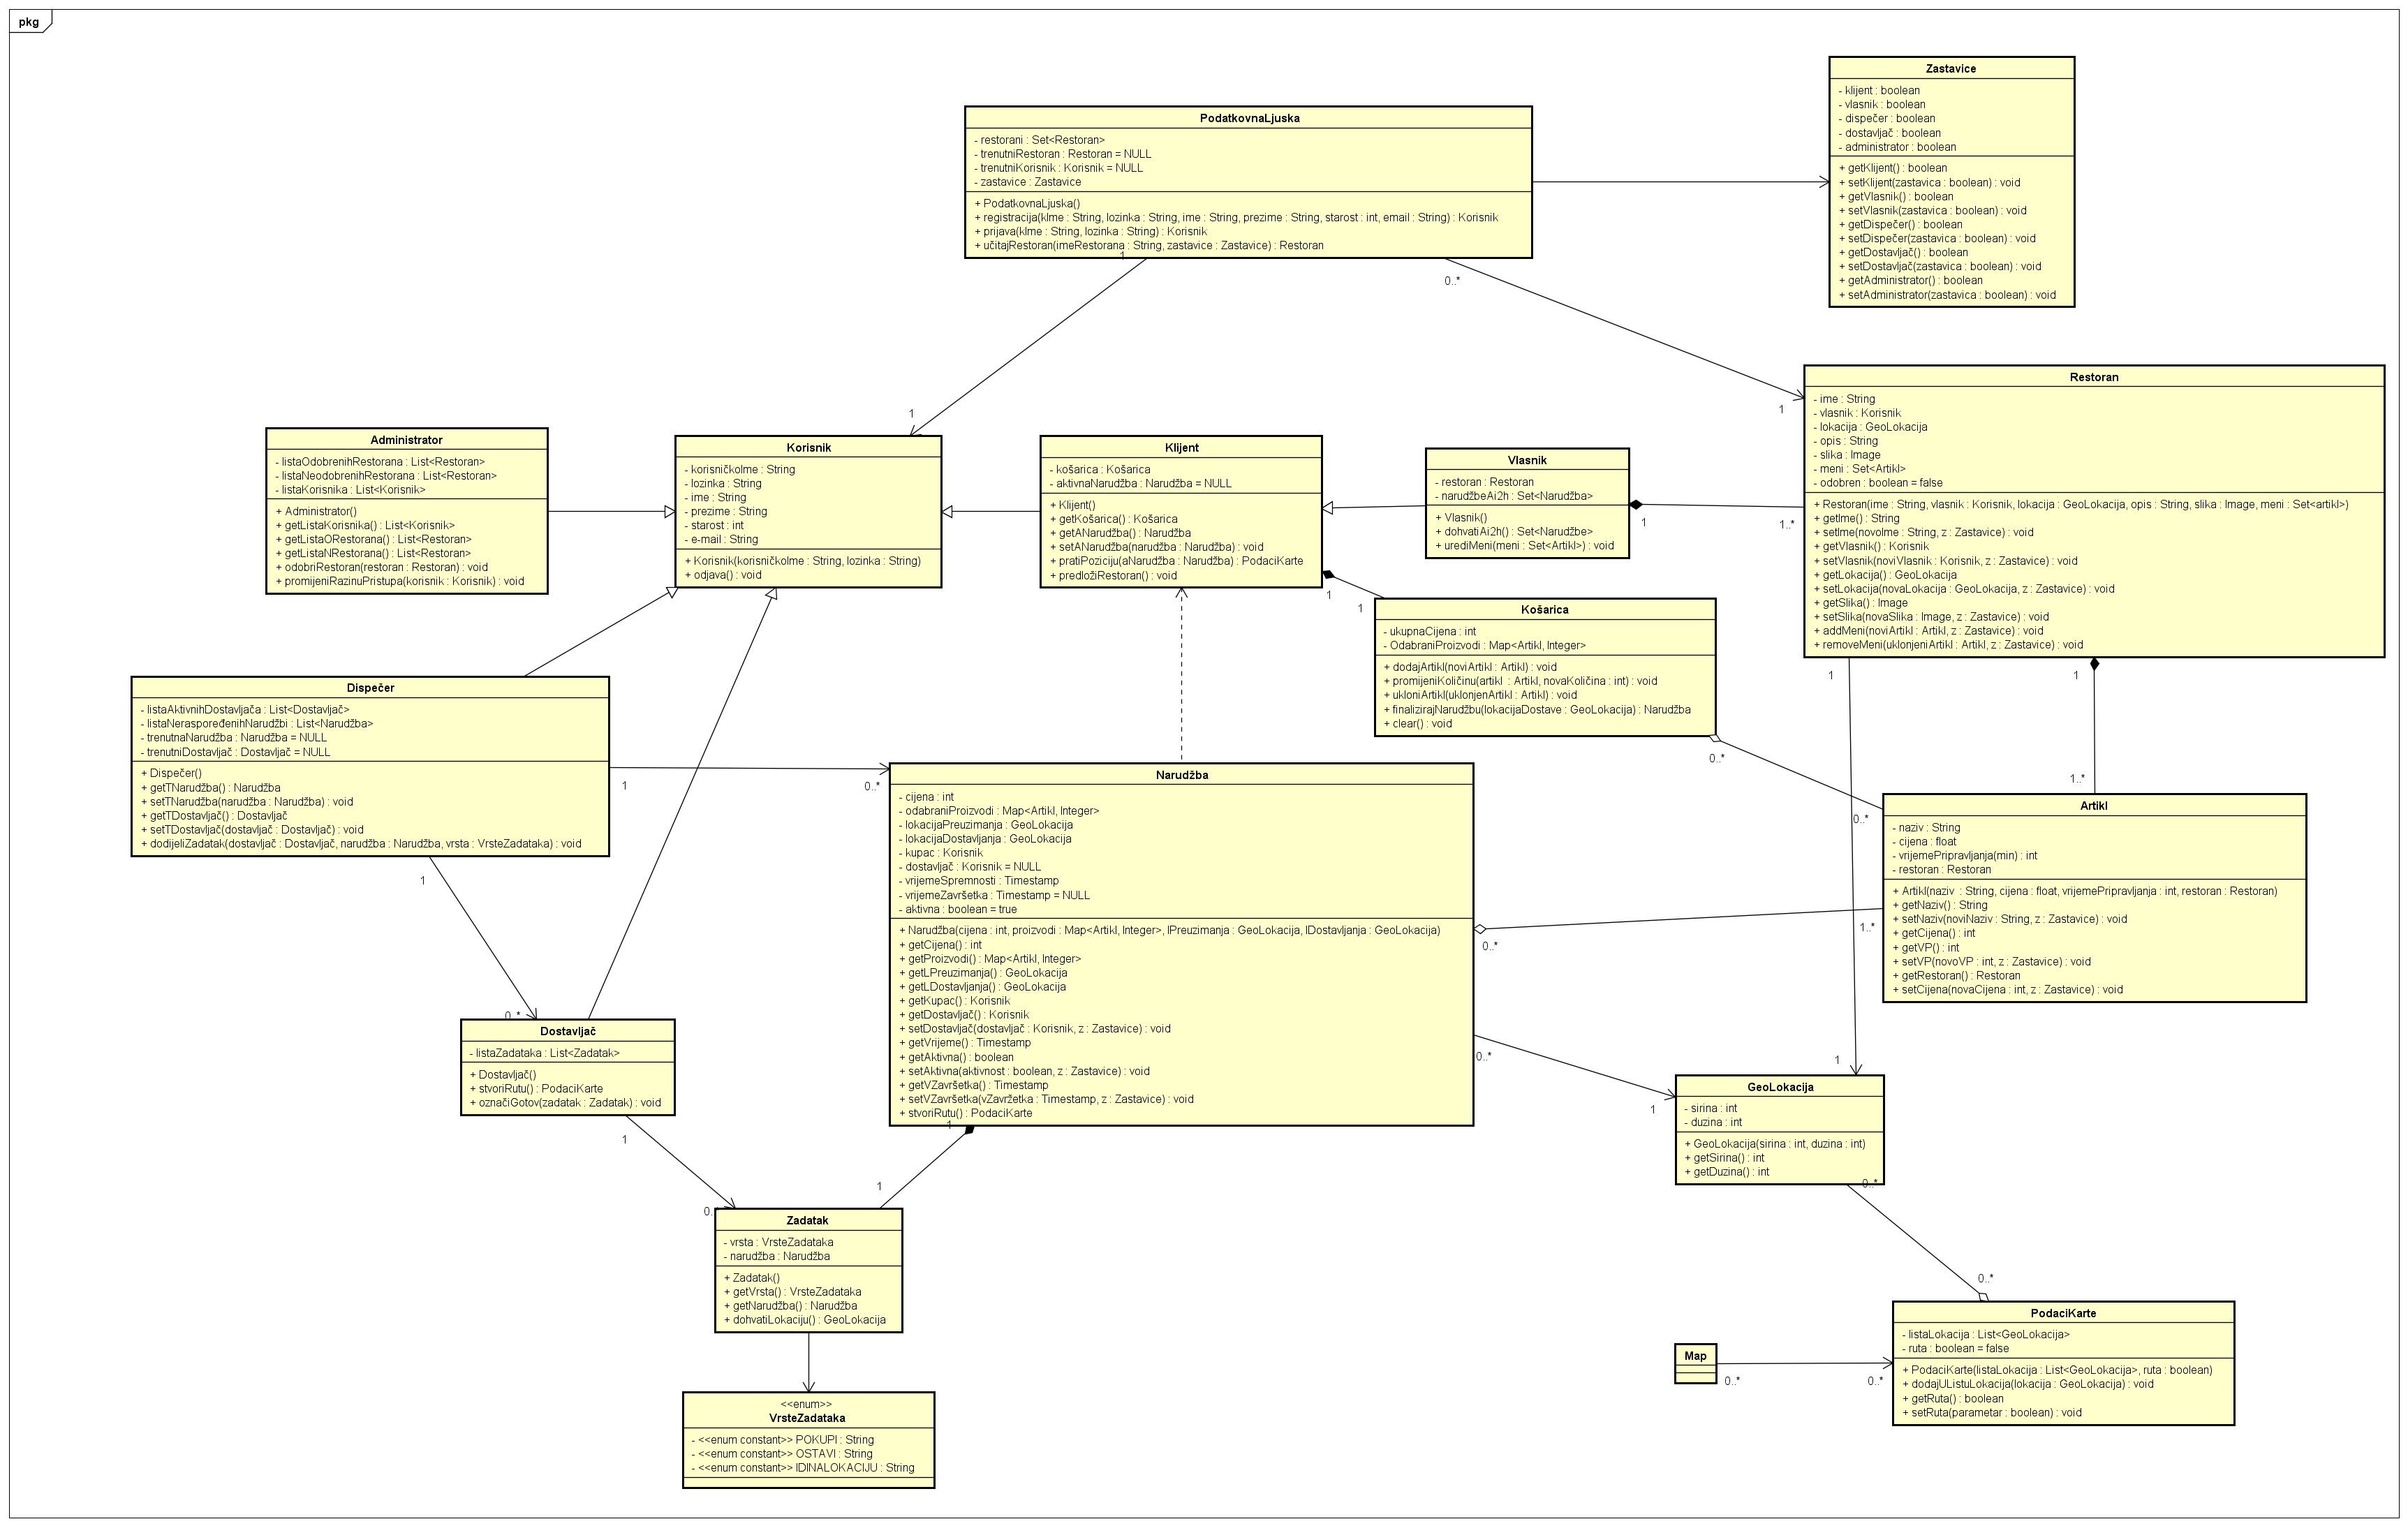 pkg
Zastavice
- klijent : boolean
- vlasnik : boolean
- dispečer : boolean
- dostavljač : boolean
- administrator : boolean
+ getKlijent() : boolean
+ setKlijent(zastavica : boolean) : void
+ getVlasnik() : boolean
+ setVlasnik(zastavica : boolean) : void
+ getDispečer() : boolean
+ setDispečer(zastavica : boolean) : void
+ getDostavljač() : boolean
+ setDostavljač(zastavica : boolean) : void
+ getAdministrator() : boolean
+ setAdministrator(zastavica : boolean) : void
PodatkovnaLjuska
- restorani : Set<Restoran>
- trenutniRestoran : Restoran = NULL
- trenutniKorisnik : Korisnik = NULL
- zastavice : Zastavice
+ PodatkovnaLjuska()
+ registracija(kIme : String, lozinka : String, ime : String, prezime : String, starost : int, email : String) : Korisnik
+ prijava(kIme : String, lozinka : String) : Korisnik
+ učitajRestoran(imeRestorana : String, zastavice : Zastavice) : Restoran
1
0..*
1
1
Restoran
- ime : String
- vlasnik : Korisnik
- lokacija : GeoLokacija
- opis : String
- slika : Image
- meni : Set<Artikl>
- odobren : boolean = false
+ Restoran(ime : String, vlasnik : Korisnik, lokacija : GeoLokacija, opis : String, slika : Image, meni : Set<artikl>)
+ getIme() : String
+ setIme(novoIme : String, z : Zastavice) : void
+ getVlasnik() : Korisnik
+ setVlasnik(noviVlasnik : Korisnik, z : Zastavice) : void
+ getLokacija() : GeoLokacija
+ setLokacija(novaLokacija : GeoLokacija, z : Zastavice) : void
+ getSlika() : Image
+ setSlika(novaSlika : Image, z : Zastavice) : void
+ addMeni(noviArtikl : Artikl, z : Zastavice) : void
+ removeMeni(uklonjeniArtikl : Artikl, z : Zastavice) : void
Administrator
- listaOdobrenihRestorana : List<Restoran>
- listaNeodobrenihRestorana : List<Restoran>
- listaKorisnika : List<Korisnik>
+ Administrator()
+ getListaKorisnika() : List<Korisnik>
+ getListaORestorana() : List<Restoran>
+ getListaNRestorana() : List<Restoran>
+ odobriRestoran(restoran : Restoran) : void
+ promijeniRazinuPristupa(korisnik : Korisnik) : void
Korisnik
- korisničkoIme : String
- lozinka : String
- ime : String
- prezime : String
- starost : int
- e-mail : String
+ Korisnik(korisničkoIme : String, lozinka : String)
+ odjava() : void
Klijent
- košarica : Košarica
- aktivnaNarudžba : Narudžba = NULL
+ Klijent()
+ getKošarica() : Košarica
+ getANarudžba() : Narudžba
+ setANarudžba(narudžba : Narudžba) : void
+ pratiPoziciju(aNarudžba : Narudžba) : PodaciKarte
+ predložiRestoran() : void
Vlasnik
- restoran : Restoran
- narudžbeAi2h : Set<Narudžba>
+ Vlasnik()
+ dohvatiAi2h() : Set<Narudžbe>
+ urediMeni(meni : Set<Artikl>) : void
1
1..*
1
1
Košarica
- ukupnaCijena : int
- OdabraniProizvodi : Map<Artikl, Integer>
+ dodajArtikl(noviArtikl : Artikl) : void
+ promijeniKoličinu(artikl : Artikl, novaKoličina : int) : void
+ ukloniArtikl(uklonjenArtikl : Artikl) : void
+ finalizirajNarudžbu(lokacijaDostave : GeoLokacija) : Narudžba
+ clear() : void
1
1
0..*
1..*
0..*
Dispečer
- listaAktivnihDostavljača : List<Dostavljač>
- listaNeraspoređenihNarudžbi : List<Narudžba>
- trenutnaNarudžba : Narudžba = NULL
- trenutniDostavljač : Dostavljač = NULL
+ Dispečer()
+ getTNarudžba() : Narudžba
+ setTNarudžba(narudžba : Narudžba) : void
+ getTDostavljač() : Dostavljač
+ setTDostavljač(dostavljač : Dostavljač) : void
+ dodijeliZadatak(dostavljač : Dostavljač, narudžba : Narudžba, vrsta : VrsteZadataka) : void
1
0..*
1
0..*
Narudžba
- cijena : int
- odabraniProizvodi : Map<Artikl, Integer>
- lokacijaPreuzimanja : GeoLokacija
- lokacijaDostavljanja : GeoLokacija
- kupac : Korisnik
- dostavljač : Korisnik = NULL
- vrijemeSpremnosti : Timestamp
- vrijemeZavršetka : Timestamp = NULL
- aktivna : boolean = true
+ Narudžba(cijena : int, proizvodi : Map<Artikl, Integer>, lPreuzimanja : GeoLokacija, lDostavljanja : GeoLokacija)
+ getCijena() : int
+ getProizvodi() : Map<Artikl, Integer>
+ getLPreuzimanja() : GeoLokacija
+ getLDostavljanja() : GeoLokacija
+ getKupac() : Korisnik
+ getDostavljač() : Korisnik
+ setDostavljač(dostavljač : Korisnik, z : Zastavice) : void
+ getVrijeme() : Timestamp
+ getAktivna() : boolean
+ setAktivna(aktivnost : boolean, z : Zastavice) : void
+ getVZavršetka() : Timestamp
+ setVZavršetka(vZavržetka : Timestamp, z : Zastavice) : void
+ stvoriRutu() : PodaciKarte
Artikl
- naziv : String
- cijena : float
- vrijemePripravljanja(min) : int
- restoran : Restoran
+ Artikl(naziv : String, cijena : float, vrijemePripravljanja : int, restoran : Restoran)
+ getNaziv() : String
+ setNaziv(noviNaziv : String, z : Zastavice) : void
+ getCijena() : int
+ getVP() : int
+ setVP(novoVP : int, z : Zastavice) : void
+ getRestoran() : Restoran
+ setCijena(novaCijena : int, z : Zastavice) : void
0..*
1..*
0..*
1
1
Dostavljač
- listaZadataka : List<Zadatak>
+ Dostavljač()
+ stvoriRutu() : PodaciKarte
+ označiGotov(zadatak : Zadatak) : void
1
0..
1
1
GeoLokacija
- sirina : int
- duzina : int
+ GeoLokacija(sirina : int, duzina : int)
+ getSirina() : int
+ getDuzina() : int
0..*
0..*
Zadatak
- vrsta : VrsteZadataka
- narudžba : Narudžba
+ Zadatak()
+ getVrsta() : VrsteZadataka
+ getNarudžba() : Narudžba
+ dohvatiLokaciju() : GeoLokacija
Map
0..*
0..*
PodaciKarte
- listaLokacija : List<GeoLokacija>
- ruta : boolean = false
+ PodaciKarte(listaLokacija : List<GeoLokacija>, ruta : boolean)
+ dodajUListuLokacija(lokacija : GeoLokacija) : void
+ getRuta() : boolean
+ setRuta(parametar : boolean) : void
<<enum>>
VrsteZadataka
- <<enum constant>> POKUPI : String
- <<enum constant>> OSTAVI : String
- <<enum constant>> IDINALOKACIJU : String